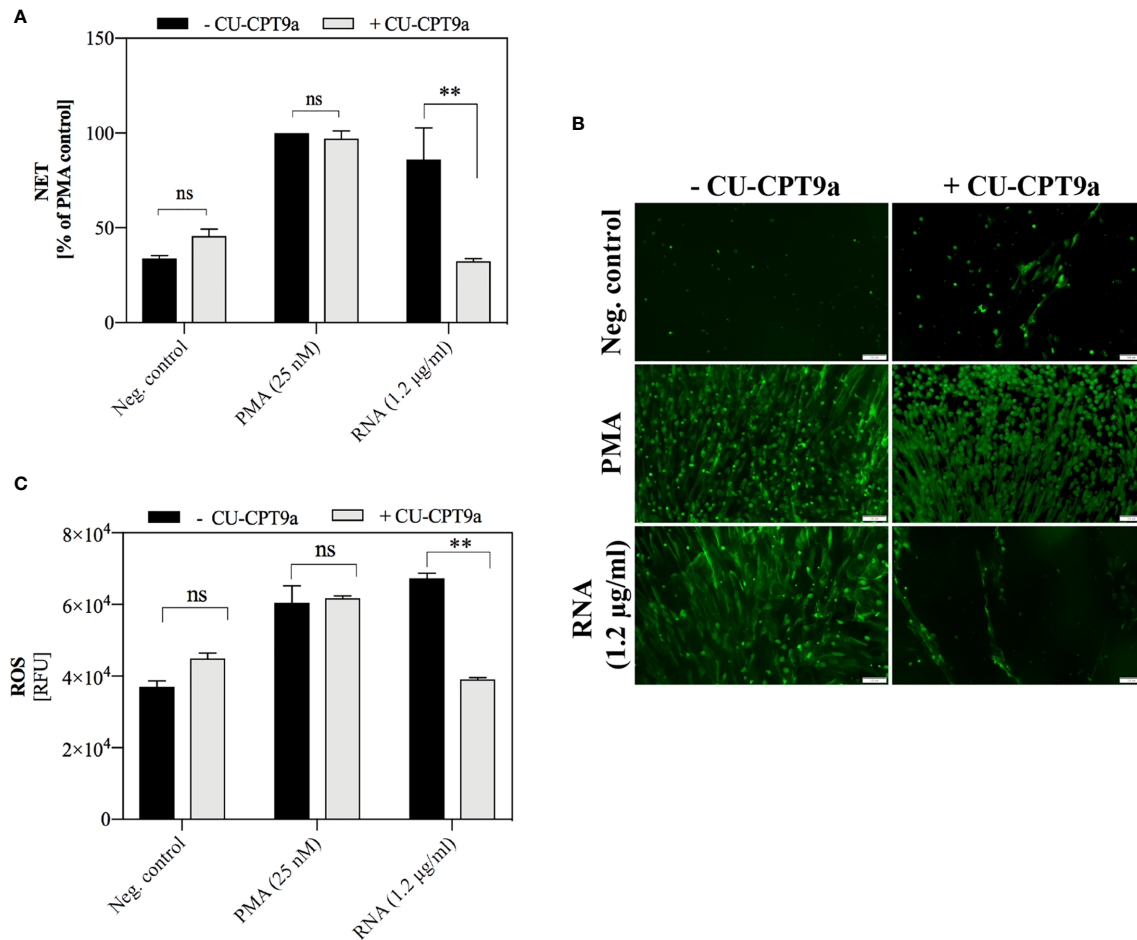 A
- CU-CPT9a + CU-CPT9a
NET
[% of PMA control]
150
100
50
0
ns
ns
**
Neg. control
PMA (25 nM)
RNA (1.2 µg/ml)
B
- CU-CPT9a + CU-CPT9a
Neg. control
PMA
RNA
(1.2 µg/ml)
C
- CU-CPT9a + CU-CPT9a
ROS
[RFU]
8×10⁴
6×10⁴
4×10⁴
2×10⁴
0
ns
ns
**
Neg. control
PMA (25 nM)
RNA (1.2 µg/ml)